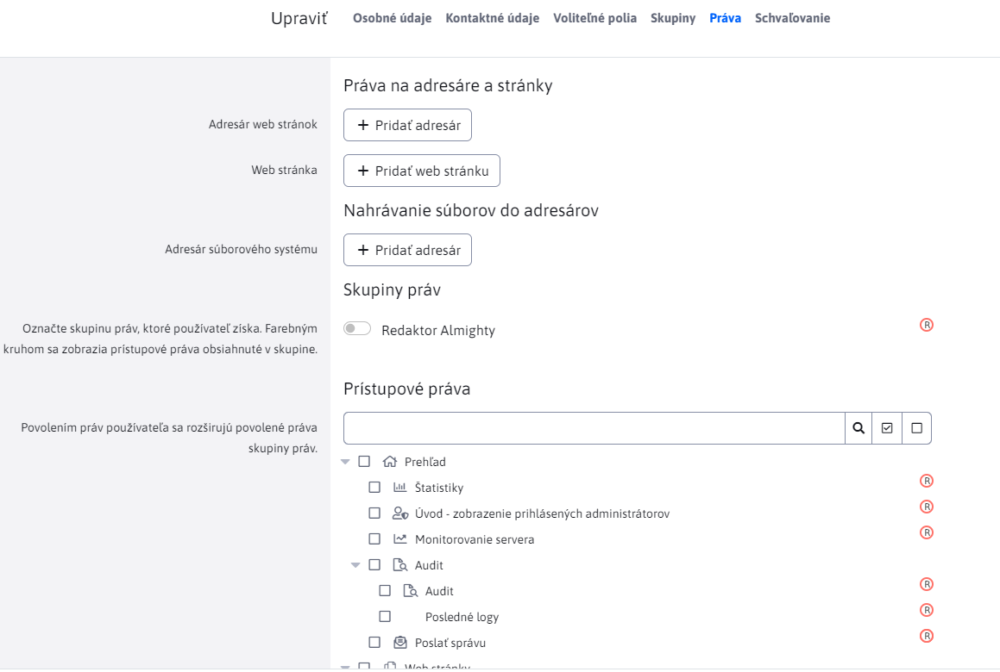 Upraviť Osobné údaje Kontaktné údaje Voliteľné polia Skupiny Práva Schvaľovanie
Práva na adresáre a stránky
Adresár web stránok + Pridať adresár
Web stránka + Pridať web stránku
Nahrávanie súborov do adresárov
Adresár súborového systému + Pridať adresár
Skupiny práv
Označte skupinu práv, ktoré používateľ získa. Farebným
kruhom sa zobrazia prístupové práva obsiahnuté v skupine.
Redaktor Almighty R
Prístupové práva
Povolením práv používateľa sa rozširujú povolené práva
skupiny práv.
Prehľad
Štatistiky R
Úvod - zobrazenie prihlásených administrátorov R
Monitorovanie servera R
Audit
Audit R
Posledné logy R
Poslať správu R
Web stránky